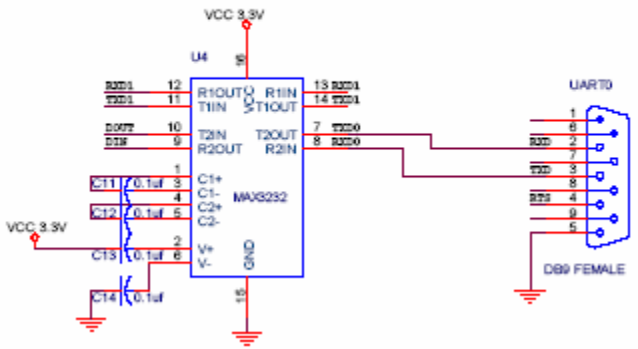 VCC 3.3V
U4
16
RXD1 12 R1OUT VCC R1IN 13 RXD1
TXD1 11 T1IN T1OUT 14 TXD1
DOUT 10 T2IN T2OUT 7 TXD0
DIN 9 R2OUT R2IN 8 RXD0
1 C1+
C11 0.1uf 3 C1-
4 C2+
C12 0.1uf 5 C2-
MAX3232
VCC 3.3V
2 V+
C13 0.1uf 6 V-
GND
C14 0.1uf
15
UART0
1
6
RXD 2
7
TXD 3
8
RTS 4
9
5
DB9 FEMALE